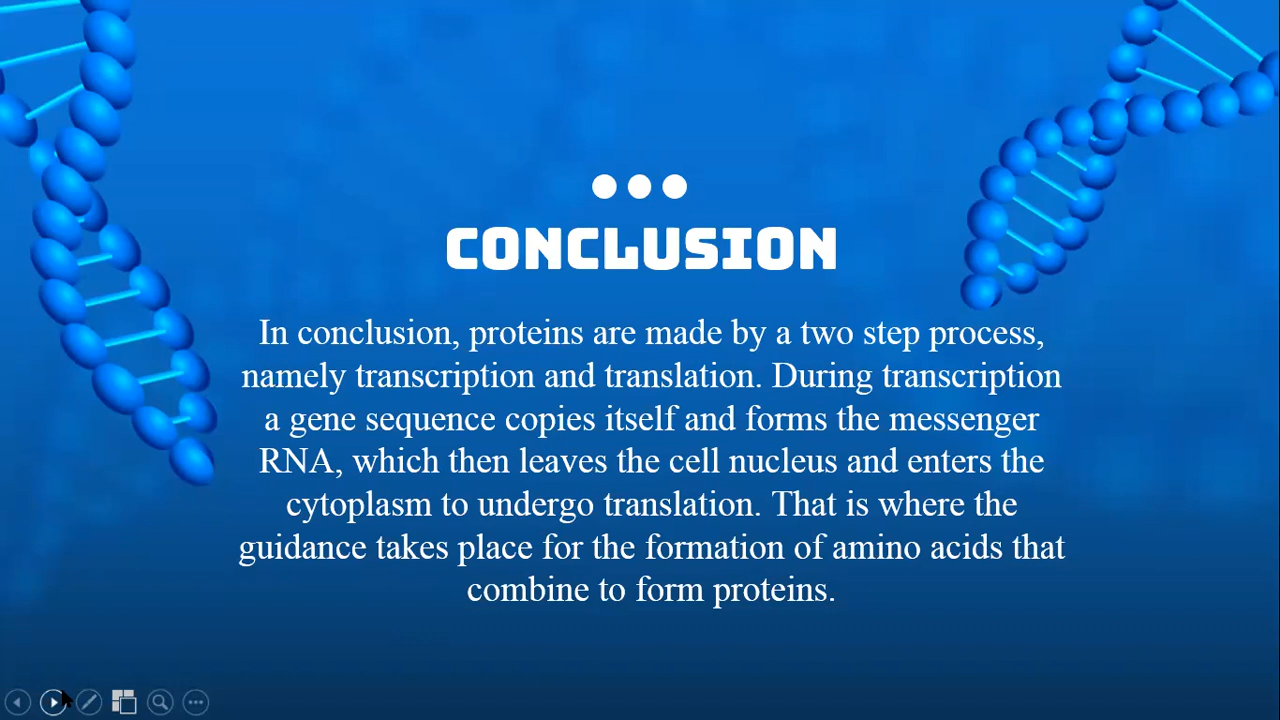 CONCLUSION
In conclusion, proteins are made by a two step process,
namely transcription and translation. During transcription
a gene sequence copies itself and forms the messenger
RNA, which then leaves the cell nucleus and enters the
cytoplasm to undergo translation. That is where the
guidance takes place for the formation of amino acids that
combine to form proteins.